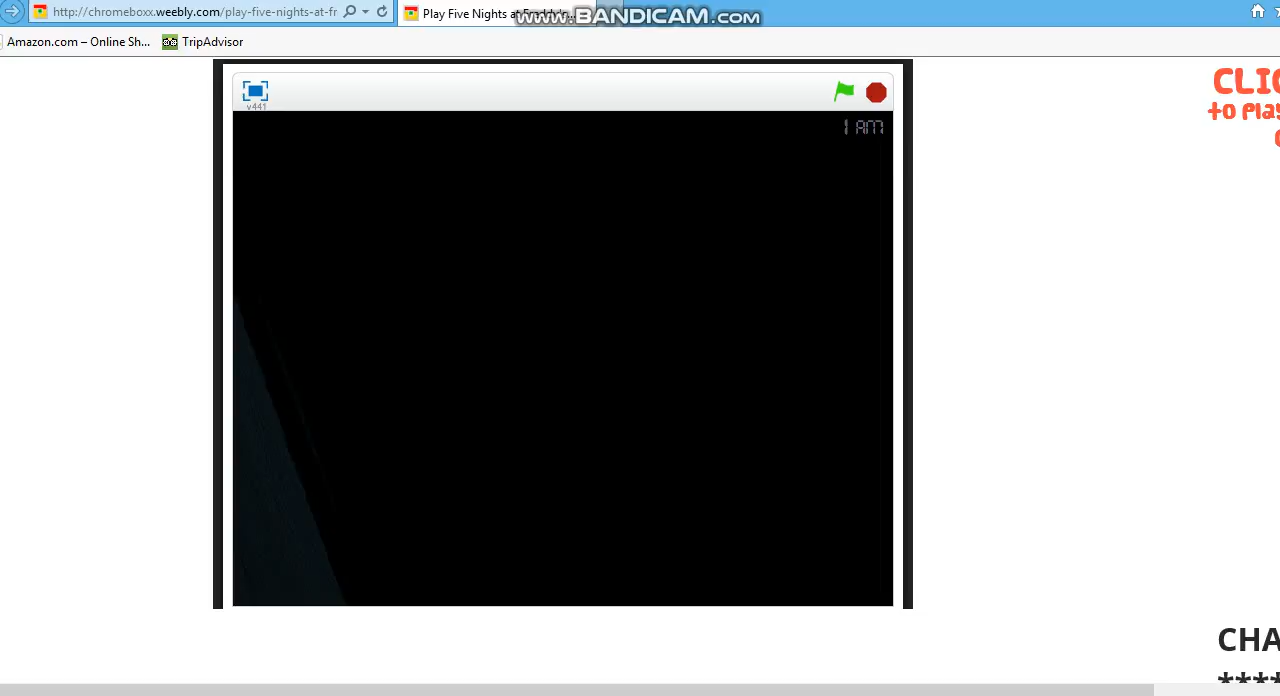 http://chromeboxx.weebly.com/play-five-nights-at-fr
Play Five Nights at
www.BANDICAM.com
Amazon.com – Online Sh...
TripAdvisor
v441
1 AM
CLIC
to play
CHA
****